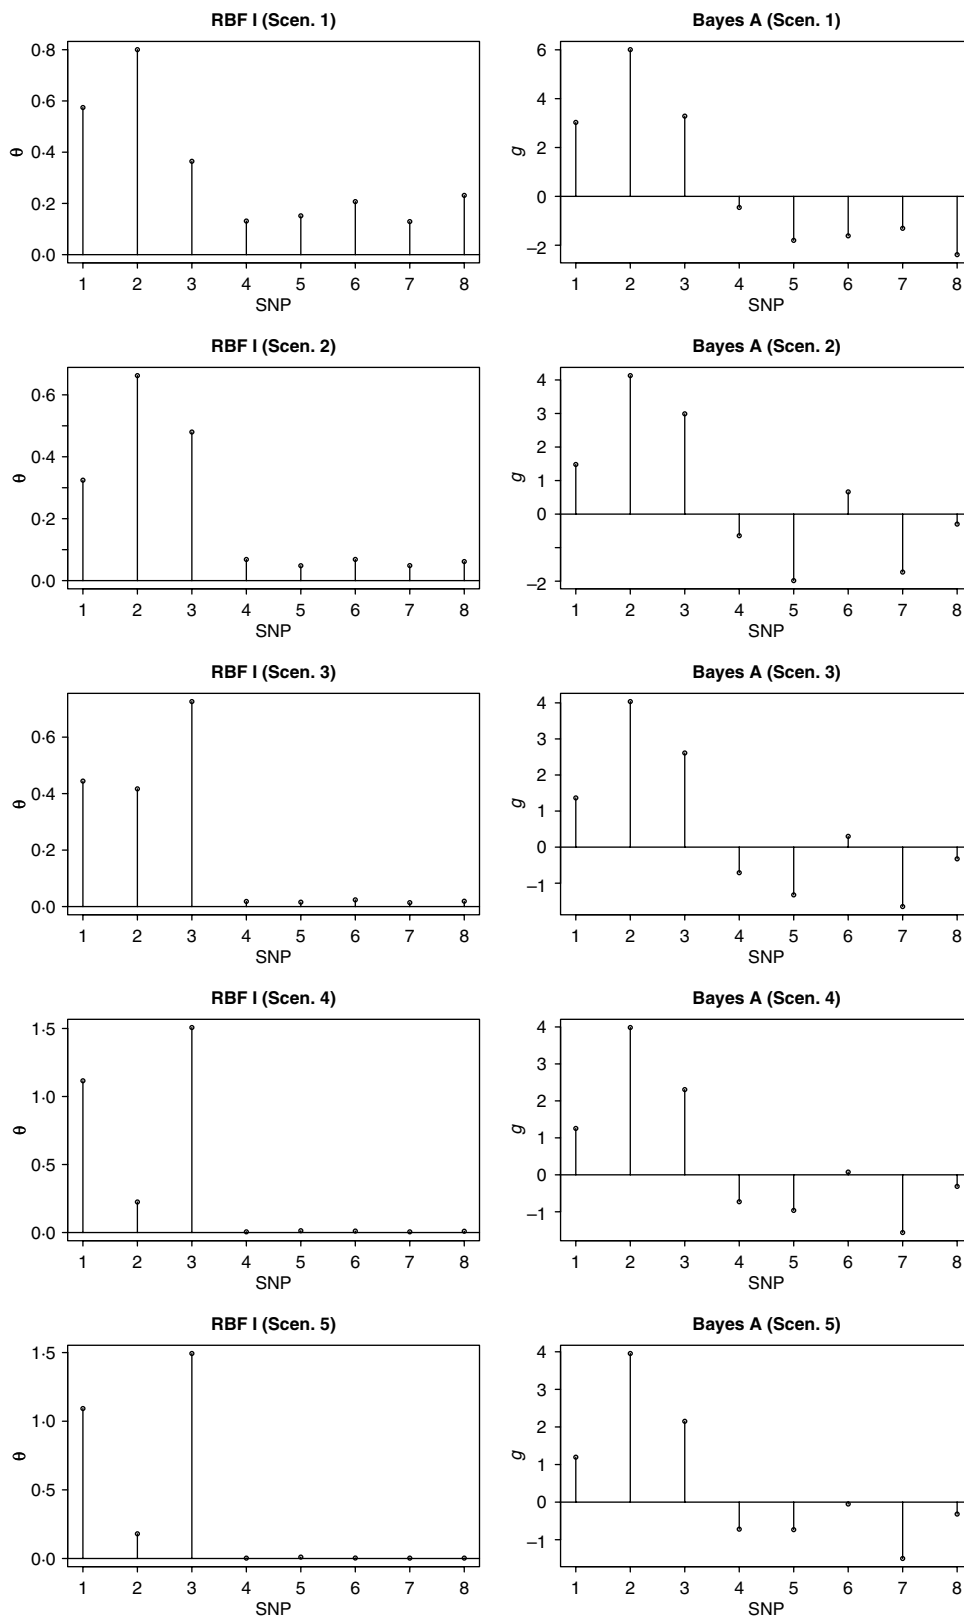 RBF I (Scen. 1)
θ
0·8
0·6
0·4
0·2
0·0
1 2 3 4 5 6 7 8
SNP
Bayes A (Scen. 1)
g
6
4
2
0
−2
1 2 3 4 5 6 7 8
SNP
RBF I (Scen. 2)
θ
0·6
0·4
0·2
0·0
1 2 3 4 5 6 7 8
SNP
Bayes A (Scen. 2)
g
4
3
2
1
0
−2
1 2 3 4 5 6 7 8
SNP
RBF I (Scen. 3)
θ
0·6
0·4
0·2
0·0
1 2 3 4 5 6 7 8
SNP
Bayes A (Scen. 3)
g
4
3
2
1
0
−1
1 2 3 4 5 6 7 8
SNP
RBF I (Scen. 4)
θ
1·5
1·0
0·5
0·0
1 2 3 4 5 6 7 8
SNP
Bayes A (Scen. 4)
g
4
3
2
1
0
−1
1 2 3 4 5 6 7 8
SNP
RBF I (Scen. 5)
θ
1·5
1·0
0·5
0·0
1 2 3 4 5 6 7 8
SNP
Bayes A (Scen. 5)
g
4
3
2
1
0
−1
1 2 3 4 5 6 7 8
SNP